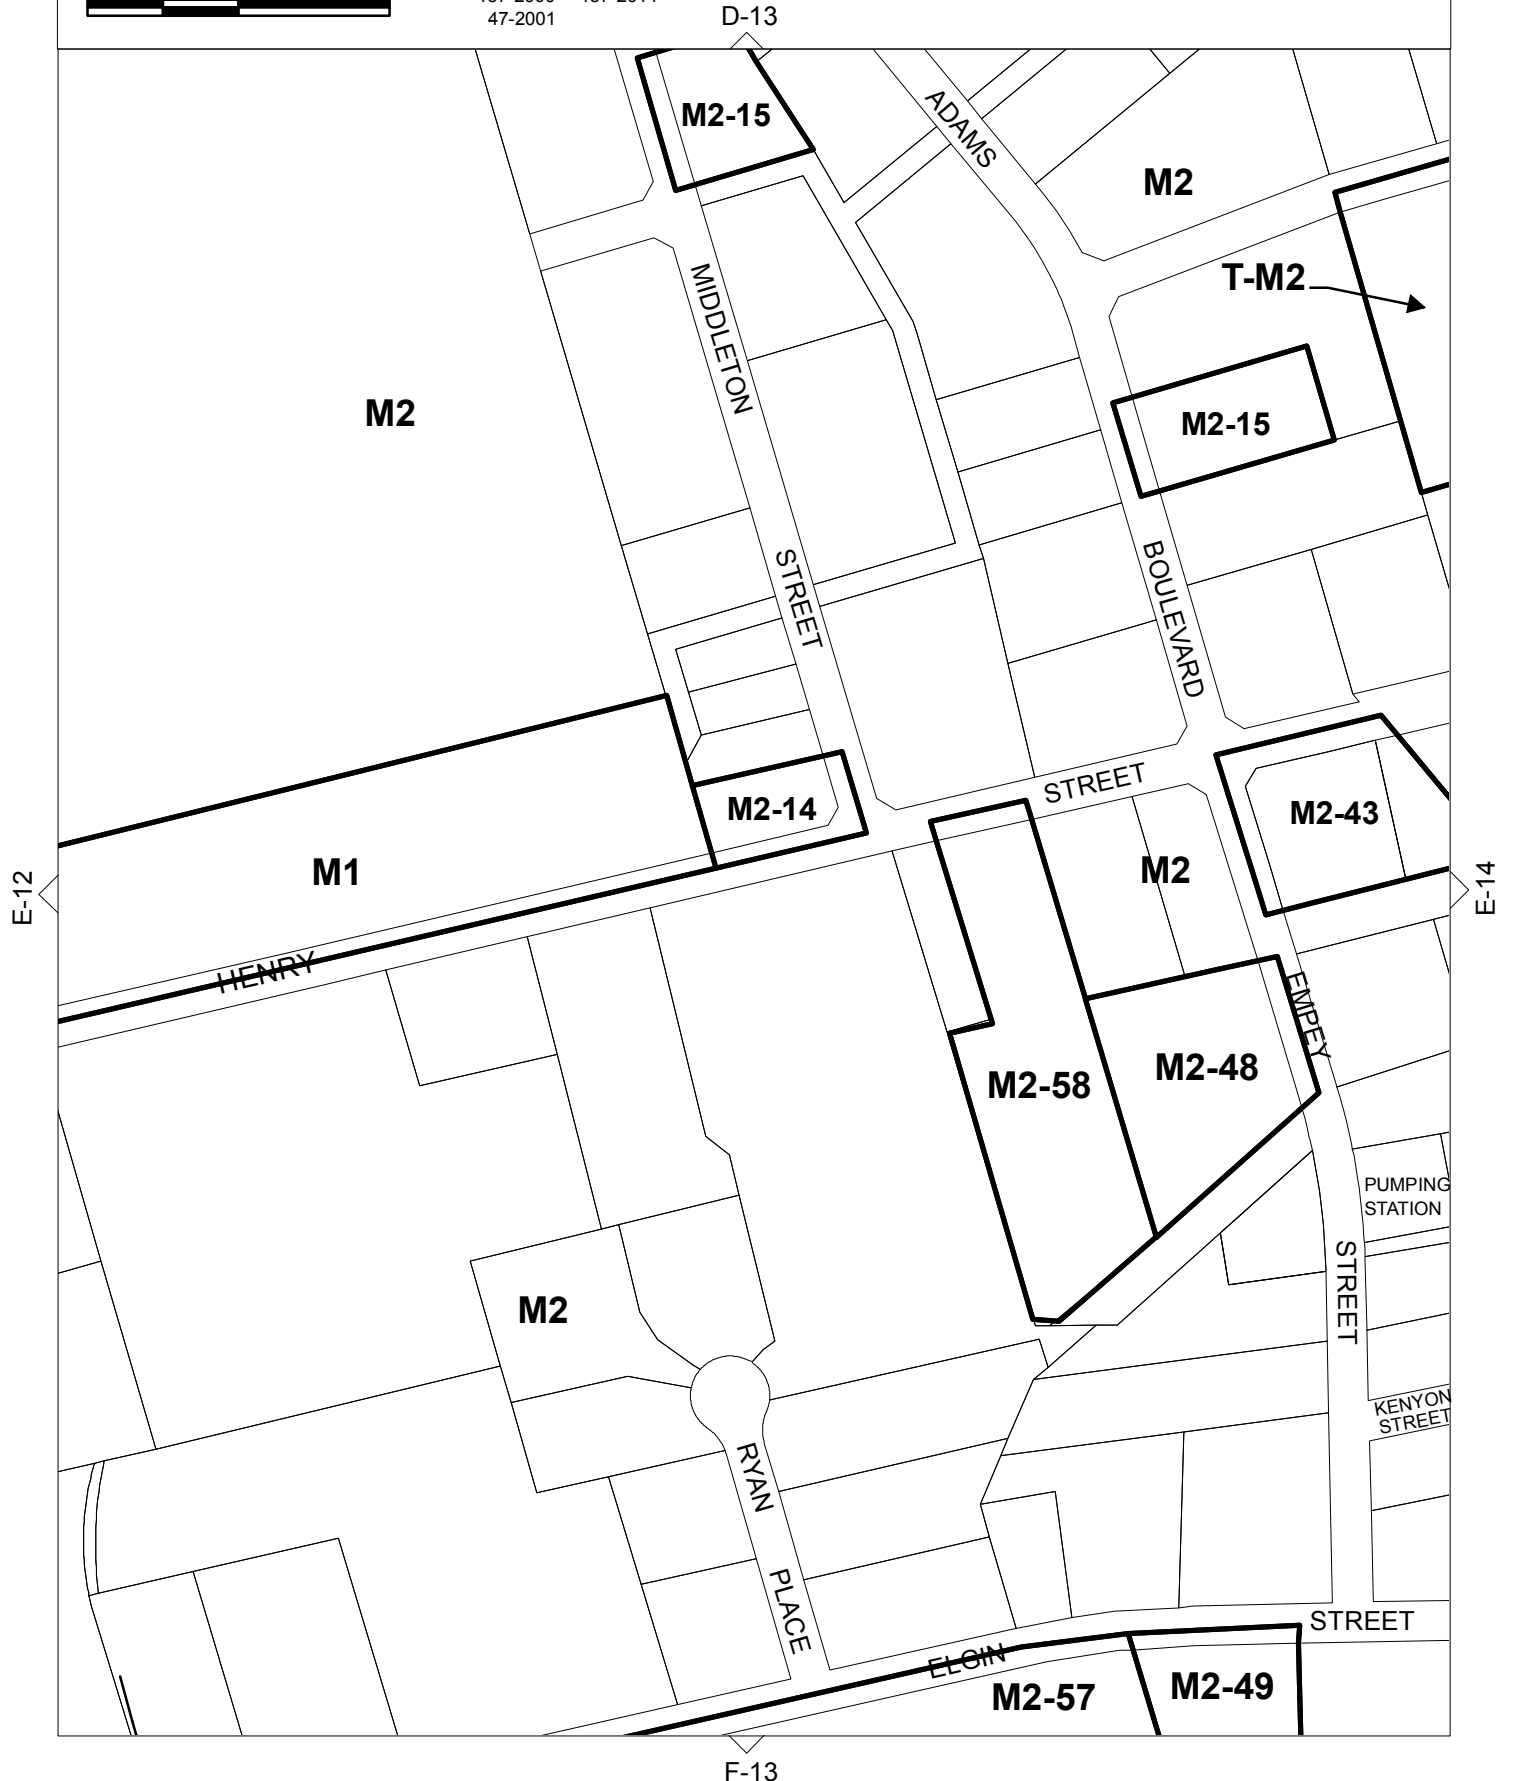 47-2001
D-13
M2-15
ADAMS
M2
T-M2
MIDDLETON
M2
M2-15
STREET
BOULEVARD
STREET
M2-14
M2-43
M1
M2
E-12
E-14
HENRY
EMPEY
M2-48
M2-58
PUMPING
STATION
STREET
M2
KENYON
STREET
RYAN
PLACE
STREET
ELGIN
M2-49
M2-57
F-13